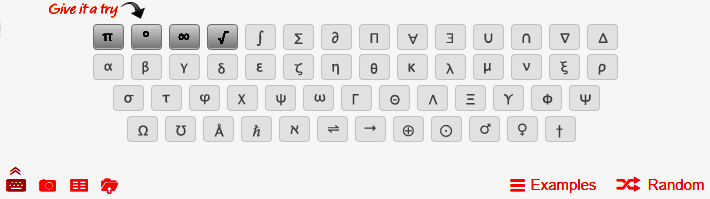 Give it a try
π ° ∞ √ ∫ Σ ∂ Π ∀ ∃ ∪ ∩ ∇ Δ
α β γ δ ε ζ η θ κ λ μ ν ξ ρ
σ τ φ χ ψ ω Γ Θ Λ Ξ Υ Φ Ψ
Ω ℧ Å ℏ ℵ ⇌ → ⊕ ⊙ ♂ ♀ †
Examples Random